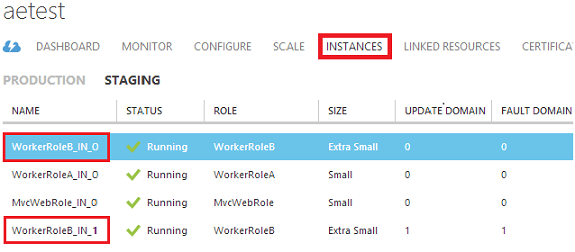 aetest
DASHBOARD MONITOR CONFIGURE SCALE INSTANCES LINKED RESOURCES CERTIFICA
PRODUCTION STAGING
NAME STATUS ROLE SIZE UPDATE DOMAIN FAULT DOMAIN
WorkerRoleB_IN_0 Running WorkerRoleB Extra Small 0 0
WorkerRoleA_IN_0 Running WorkerRoleA Small 0 0
MvcWebRole_IN_0 Running MvcWebRole Small 0 0
WorkerRoleB_IN_1 Running WorkerRoleB Extra Small 1 1